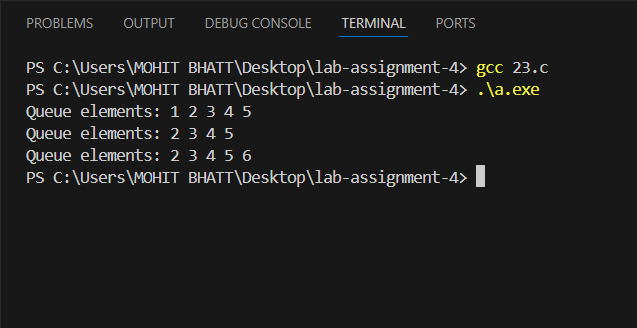 PROBLEMS OUTPUT DEBUG CONSOLE TERMINAL PORTS
PS C:\Users\MOHIT BHATT\Desktop\lab-assignment-4> gcc 23.c
PS C:\Users\MOHIT BHATT\Desktop\lab-assignment-4> .\a.exe
Queue elements: 1 2 3 4 5
Queue elements: 2 3 4 5
Queue elements: 2 3 4 5 6
PS C:\Users\MOHIT BHATT\Desktop\lab-assignment-4>